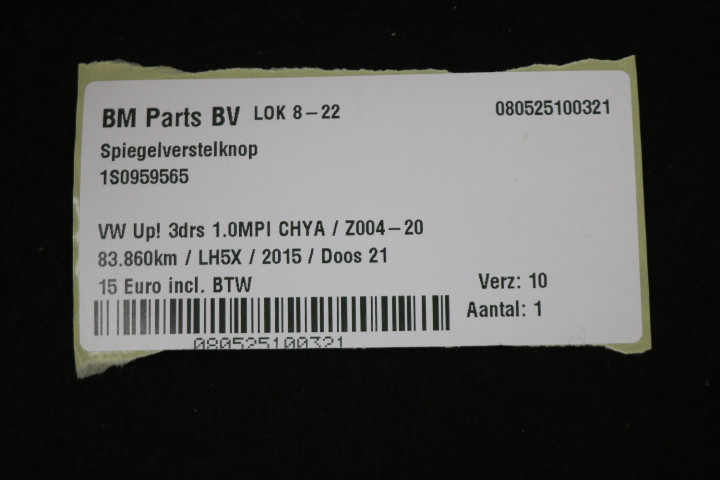 BM Parts BV LOK 8-22 080525100321
Spiegelverstelknop
1S0959565
VW Up! 3drs 1.0MPI CHYA / Z004-20
83.860km / LH5X / 2015 / Doos 21
15 Euro incl. BTW Verz: 10
Aantal: 1
080525100321